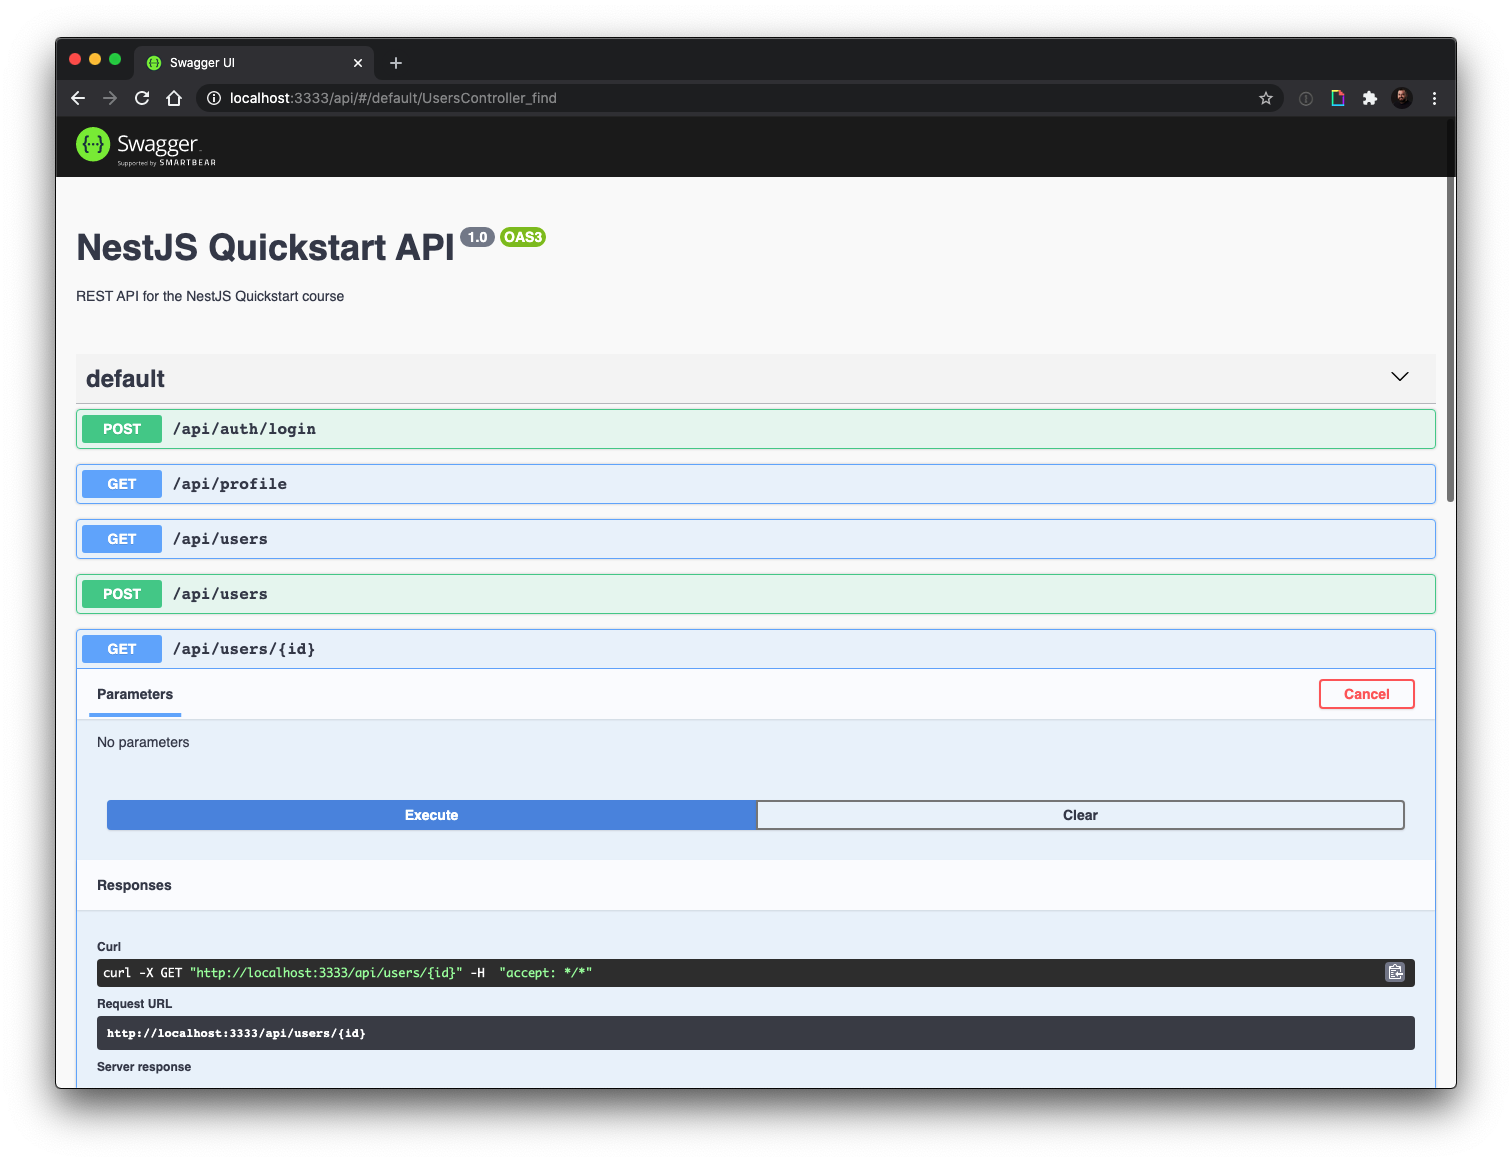 Swagger UI
localhost:3333/api/#/default/UsersController_find
Swagger
Supported by SMARTBEAR
NestJS Quickstart API 1.0 OAS3
REST API for the NestJS Quickstart course
default
POST /api/auth/login
GET /api/profile
GET /api/users
POST /api/users
GET /api/users/{id}
Parameters Cancel
No parameters
Execute Clear
Responses
Curl
curl -X GET "http://localhost:3333/api/users/{id}" -H  "accept: */*"
Request URL
http://localhost:3333/api/users/{id}
Server response